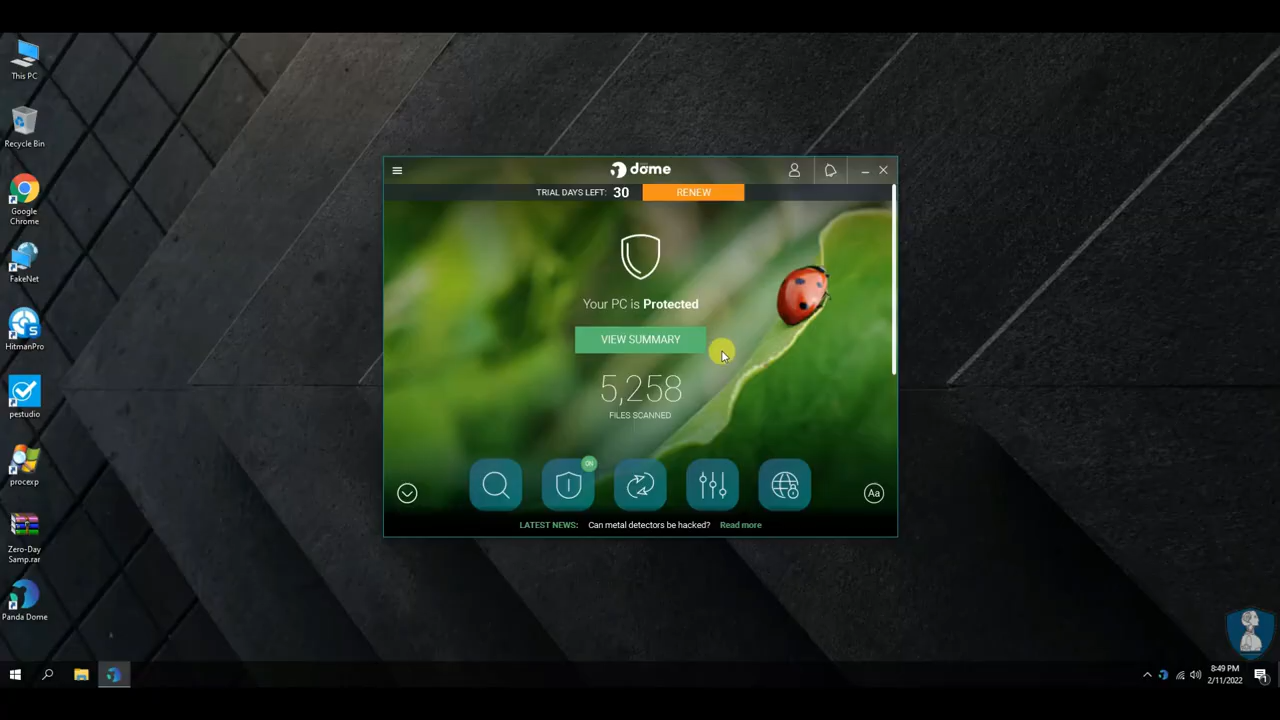 This PC
Recycle Bin
Google
Chrome
FakeNet
HitmanPro
pestudio
procexp
Zero-Day
Samp.rar
Panda Dome
dome
TRIAL DAYS LEFT: 30
RENEW
Your PC is Protected
VIEW SUMMARY
5,258
FILES SCANNED
ON
Aa
LATEST NEWS: Can metal detectors be hacked? Read more
8:49 PM
2/11/2022
1